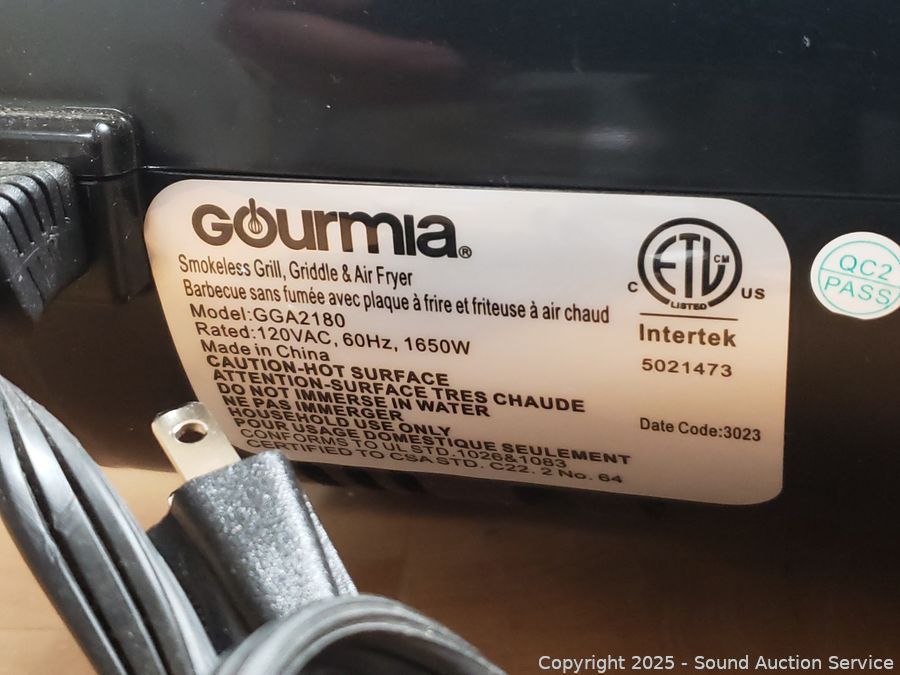 GOURMIA®
Smokeless Grill, Griddle & Air Fryer
Barbecue sans fumée avec plaque à frire et friteuse à air chaud
Model:GGA2180
Rated:120VAC, 60Hz, 1650W
Made in China
CAUTION-HOT SURFACE
ATTENTION-SURFACE TRES CHAUDE
DO NOT IMMERSE IN WATER
NE PAS IMMERGER
HOUSEHOLD USE ONLY
POUR USAGE DOMESTIQUE SEULEMENT
CONFORMS TO UL STD.1026&1083
CERTIFIED TO CSA STD. C22. 2 No. 64
ETL CM
C US
LISTED
Intertek
5021473
Date Code:3023
QC2
PASS
Copyright © 2025 - Sound Auction Service